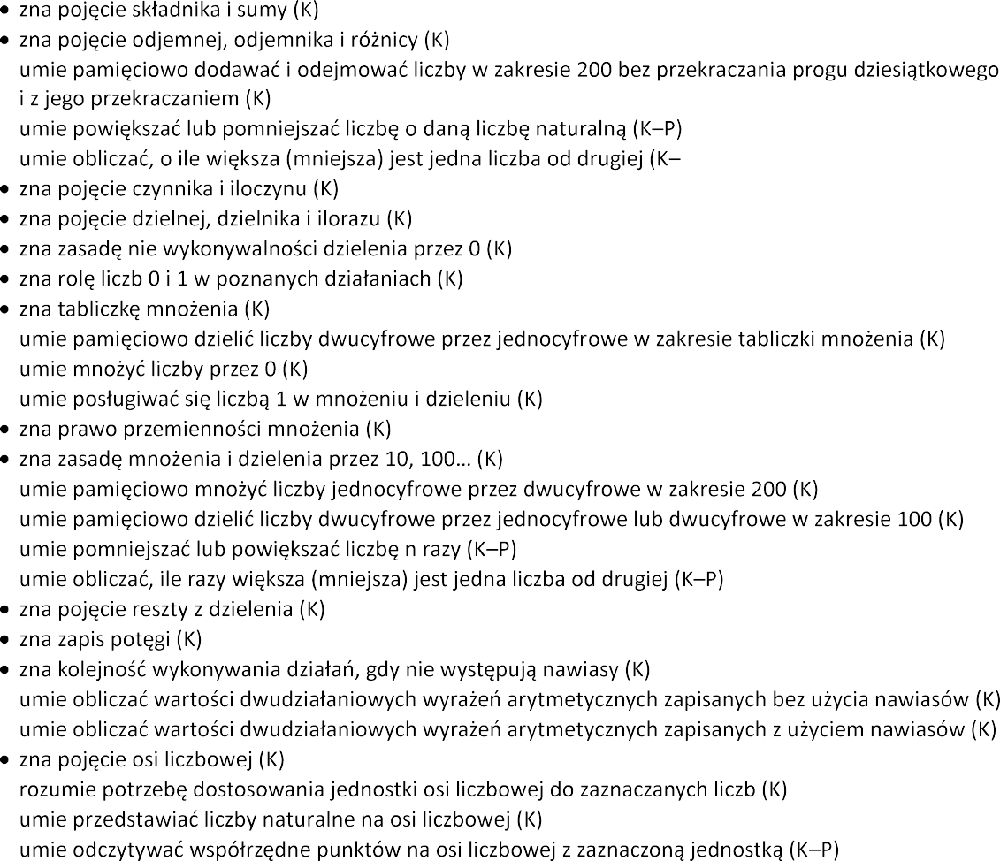 • zna pojęcie składnika i sumy (K)
• zna pojęcie odjemnej, odjemnika i różnicy (K)
umie pamięciowo dodawać i odejmować liczby w zakresie 200 bez przekraczania progu dziesiątkowego
i z jego przekraczaniem (K)
umie powiększać lub pomniejszać liczbę o daną liczbę naturalną (K–P)
umie obliczać, o ile większa (mniejsza) jest jedna liczba od drugiej (K–
• zna pojęcie czynnika i iloczynu (K)
• zna pojęcie dzielnej, dzielnika i ilorazu (K)
• zna zasadę nie wykonywalności dzielenia przez 0 (K)
• zna rolę liczb 0 i 1 w poznanych działaniach (K)
• zna tabliczkę mnożenia (K)
umie pamięciowo dzielić liczby dwucyfrowe przez jednocyfrowe w zakresie tabliczki mnożenia (K)
umie mnożyć liczby przez 0 (K)
umie posługiwać się liczbą 1 w mnożeniu i dzieleniu (K)
• zna prawo przemienności mnożenia (K)
• zna zasadę mnożenia i dzielenia przez 10, 100... (K)
umie pamięciowo mnożyć liczby jednocyfrowe przez dwucyfrowe w zakresie 200 (K)
umie pamięciowo dzielić liczby dwucyfrowe przez jednocyfrowe lub dwucyfrowe w zakresie 100 (K)
umie pomniejszać lub powiększać liczbę n razy (K–P)
umie obliczać, ile razy większa (mniejsza) jest jedna liczba od drugiej (K–P)
• zna pojęcie reszty z dzielenia (K)
• zna zapis potęgi (K)
• zna kolejność wykonywania działań, gdy nie występują nawiasy (K)
umie obliczać wartości dwudziałaniowych wyrażeń arytmetycznych zapisanych bez użycia nawiasów (K)
umie obliczać wartości dwudziałaniowych wyrażeń arytmetycznych zapisanych z użyciem nawiasów (K)
• zna pojęcie osi liczbowej (K)
rozumie potrzebę dostosowania jednostki osi liczbowej do zaznaczanych liczb (K)
umie przedstawiać liczby naturalne na osi liczbowej (K)
umie odczytywać współrzędne punktów na osi liczbowej z zaznaczoną jednostką (K–P)